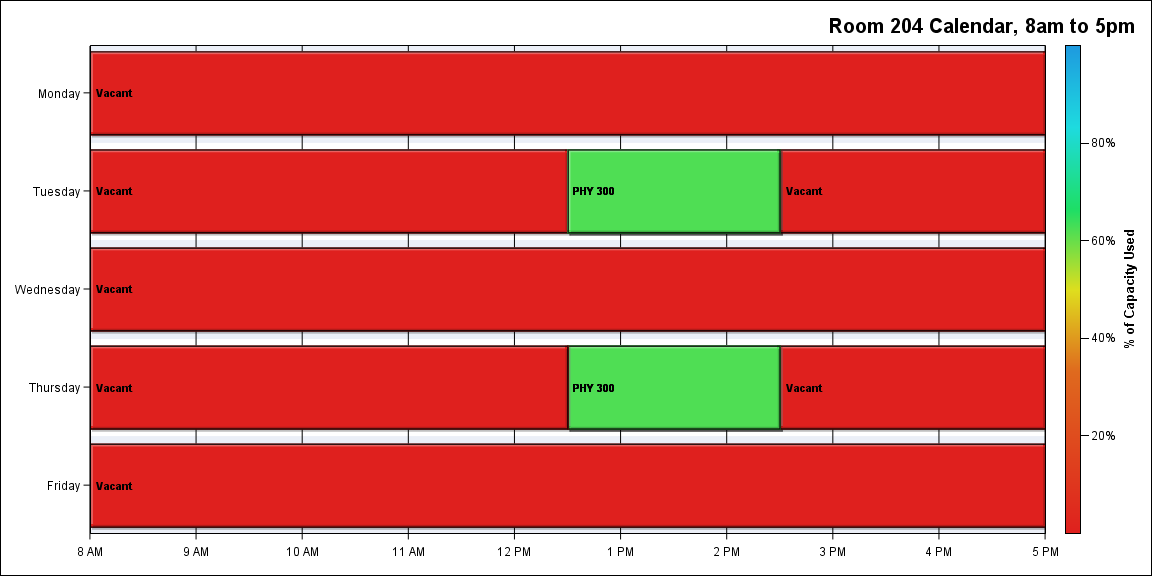 Room 204 Calendar, 8am to 5pm
Monday
Vacant
Tuesday
Vacant
PHY 300
Vacant
Wednesday
Vacant
Thursday
Vacant
PHY 300
Vacant
Friday
Vacant
8 AM
9 AM
10 AM
11 AM
12 PM
1 PM
2 PM
3 PM
4 PM
5 PM
80%
60%
40%
20%
% of Capacity Used